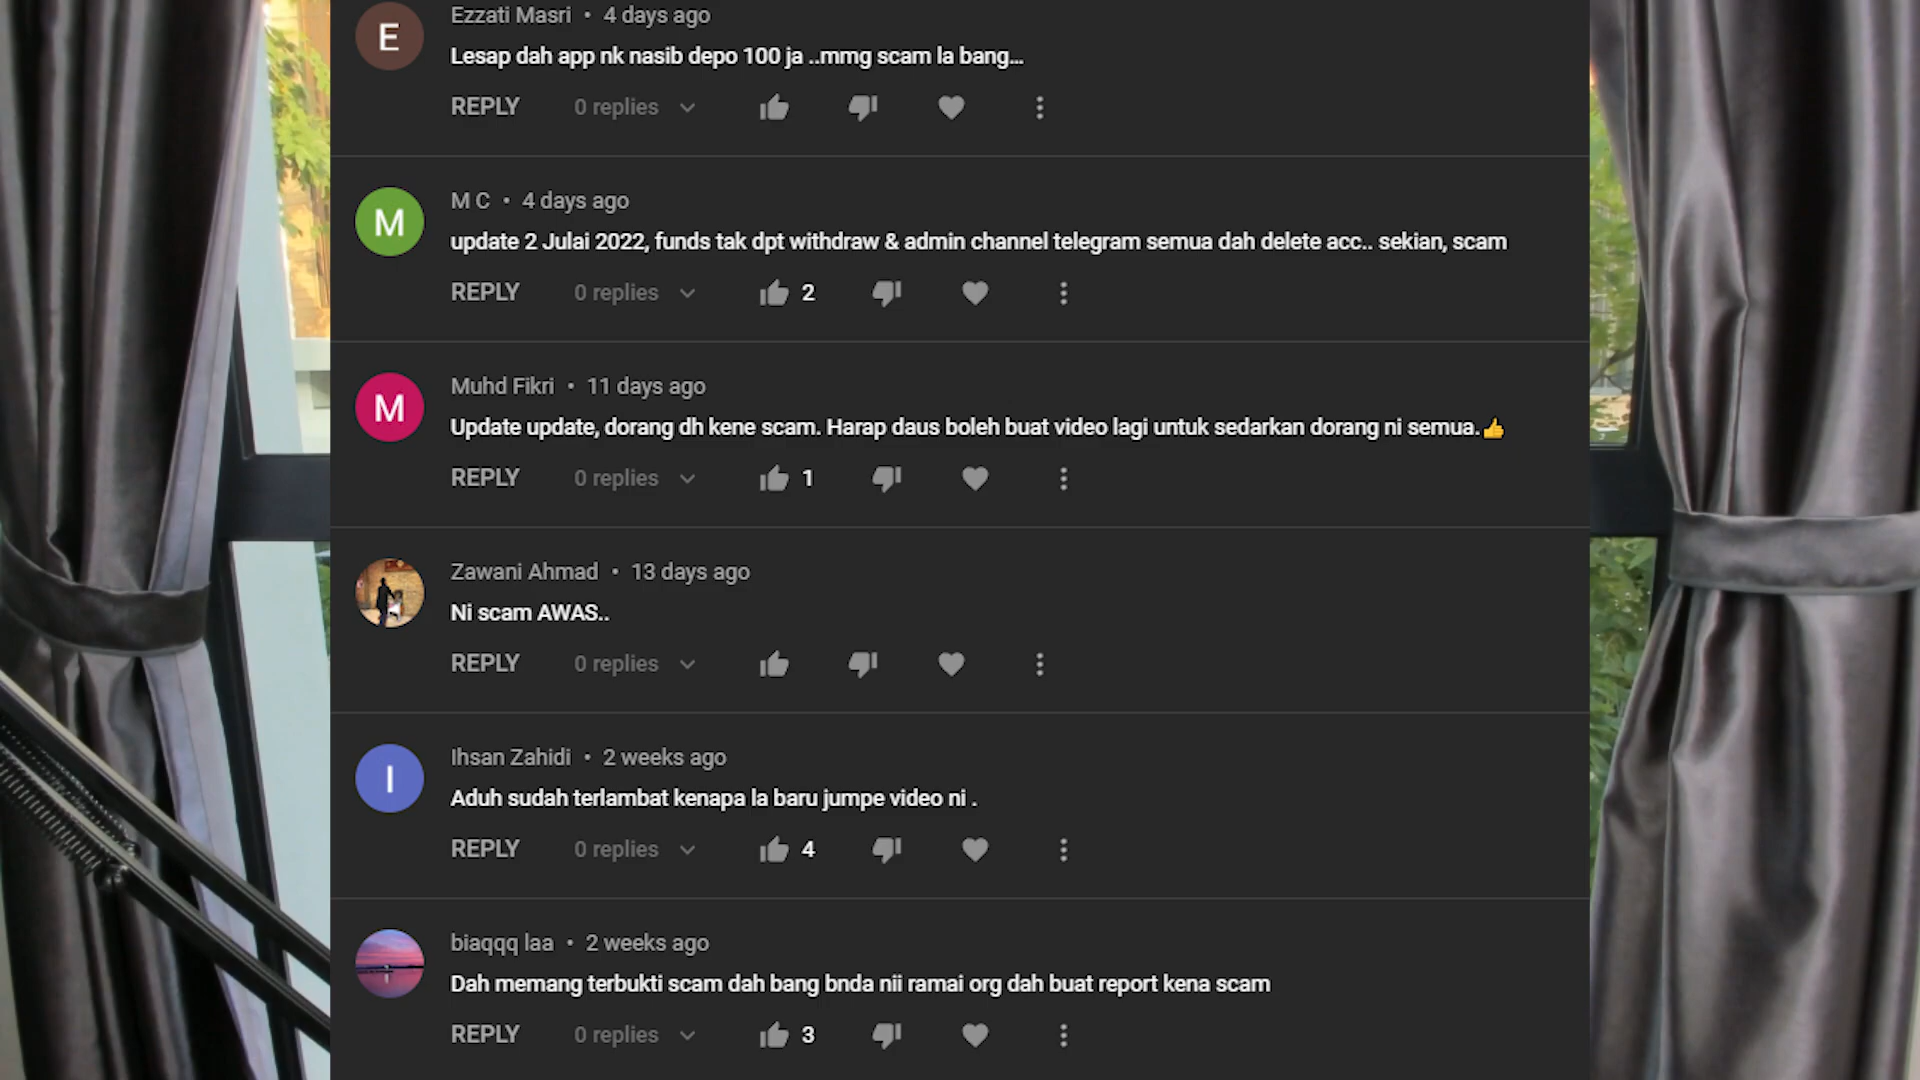 E
Ezzati Masri • 4 days ago
Lesap dah app nk nasib depo 100 ja ..mmg scam la bang...
REPLY 0 replies
M
M C • 4 days ago
update 2 Julai 2022, funds tak dpt withdraw & admin channel telegram semua dah delete acc.. sekian, scam
REPLY 0 replies 2
M
Muhd Fikri • 11 days ago
Update update, dorang dh kene scam. Harap daus boleh buat video lagi untuk sedarkan dorang ni semua.👍
REPLY 0 replies 1
Zawani Ahmad • 13 days ago
Ni scam AWAS..
REPLY 0 replies
I
Ihsan Zahidi • 2 weeks ago
Aduh sudah terlambat kenapa la baru jumpe video ni .
REPLY 0 replies 4
biaqqq laa • 2 weeks ago
Dah memang terbukti scam dah bang bnda nii ramai org dah buat report kena scam
REPLY 0 replies 3